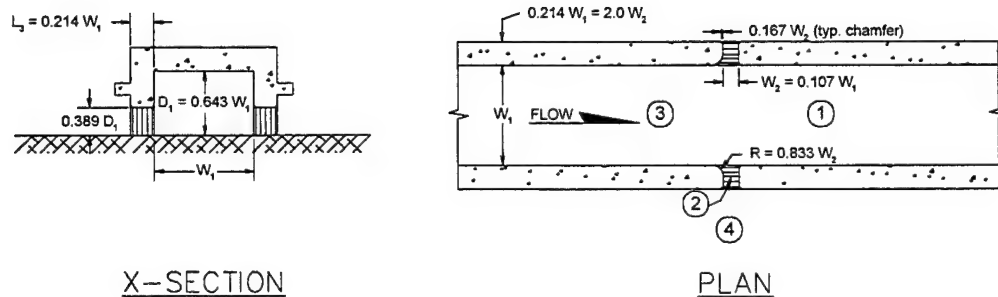 L₃ = 0.214 W₁
0.389 D₁
D₁ = 0.643 W₁
W₁
X-SECTION
0.214 W₁ = 2.0 W₂
0.167 W₂ (typ. chamfer)
W₂ = 0.107 W₁
W₁
FLOW
3
1
R = 0.833 W₂
2
4
PLAN